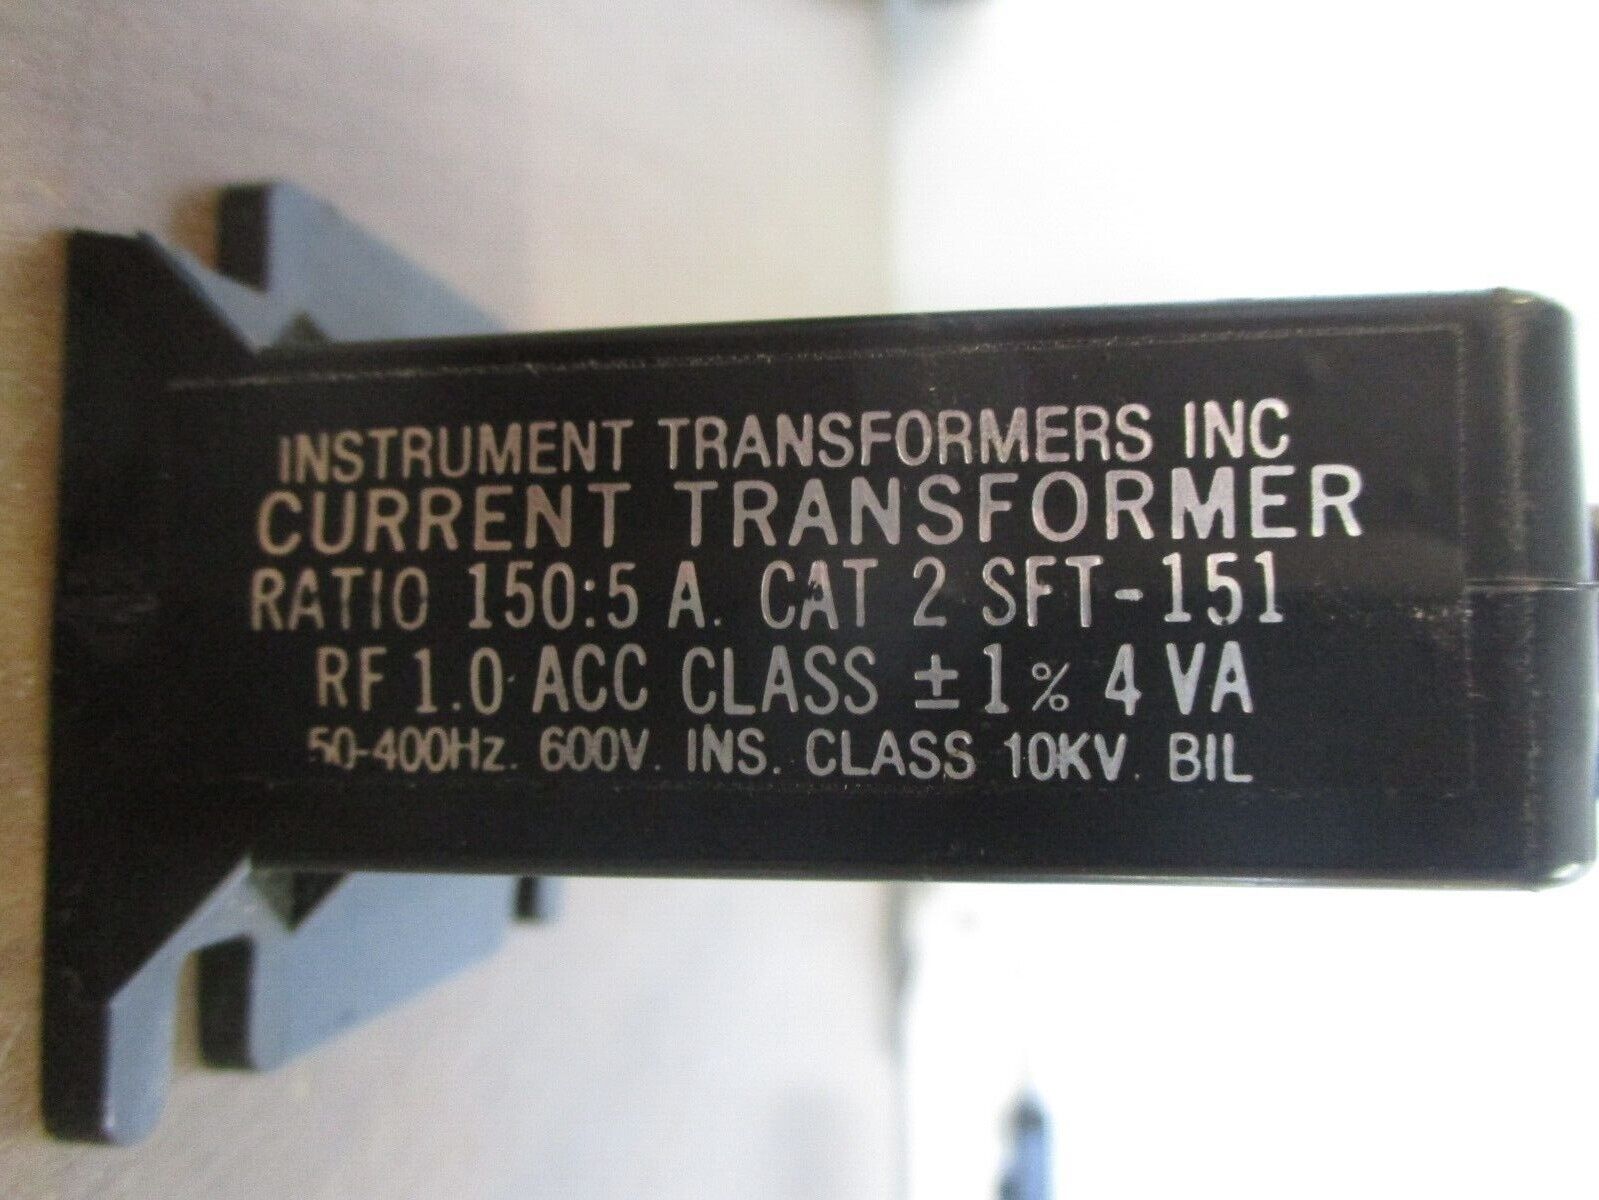 INSTRUMENT TRANSFORMERS INC
CURRENT TRANSFORMER
RATIO 150:5 A. CAT 2 SFT-151
RF 1.0 ACC CLASS ±1% 4 VA
50-400Hz. 600V. INS. CLASS 10KV. BIL